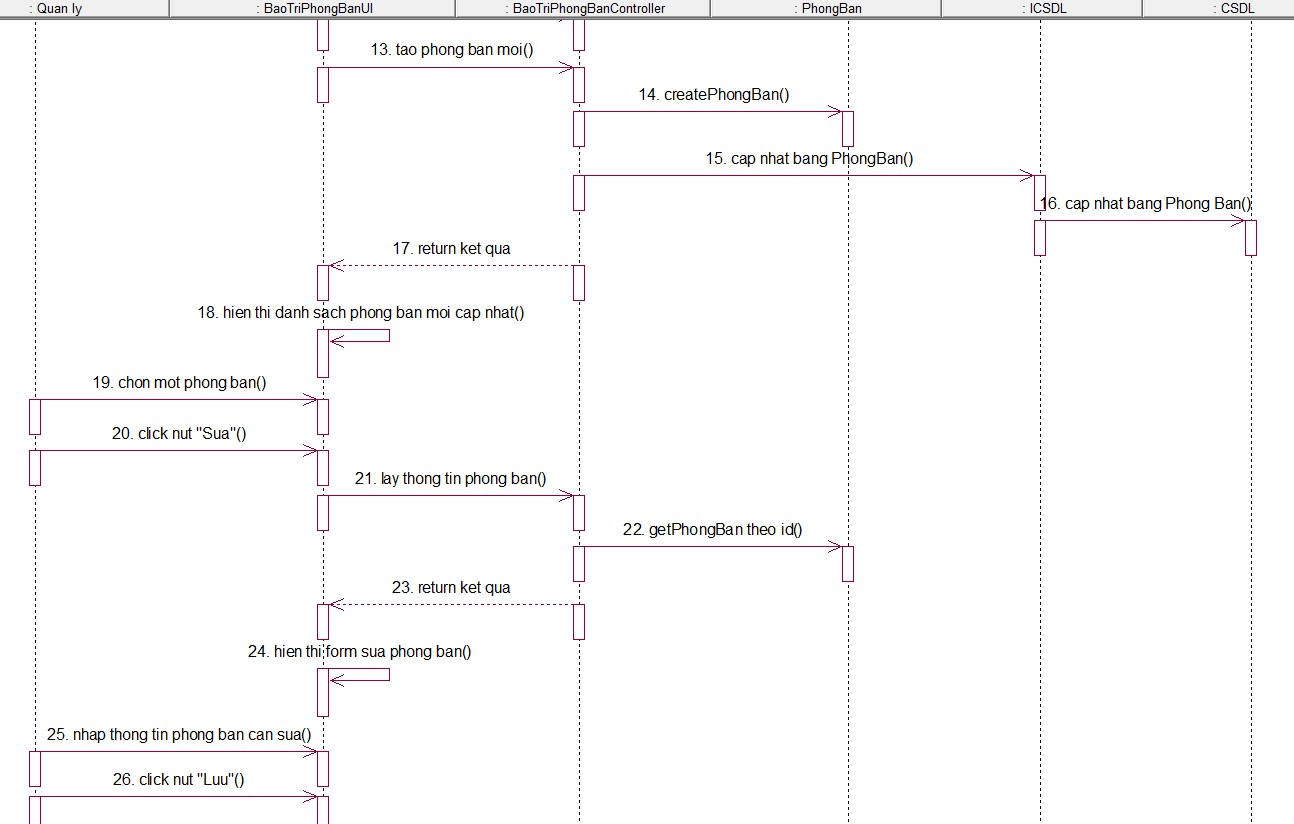 : Quan ly
: BaoTriPhongBanUI
: BaoTriPhongBanController
: PhongBan
: ICSDL
: CSDL
13. tao phong ban moi()
14. createPhongBan()
15. cap nhat bang PhongBan()
16. cap nhat bang Phong Ban()
17. return ket qua
18. hien thi danh sach phong ban moi cap nhat()
19. chon mot phong ban()
20. click nut "Sua"()
21. lay thong tin phong ban()
22. getPhongBan theo id()
23. return ket qua
24. hien thi form sua phong ban()
25. nhap thong tin phong ban can sua()
26. click nut "Luu"()